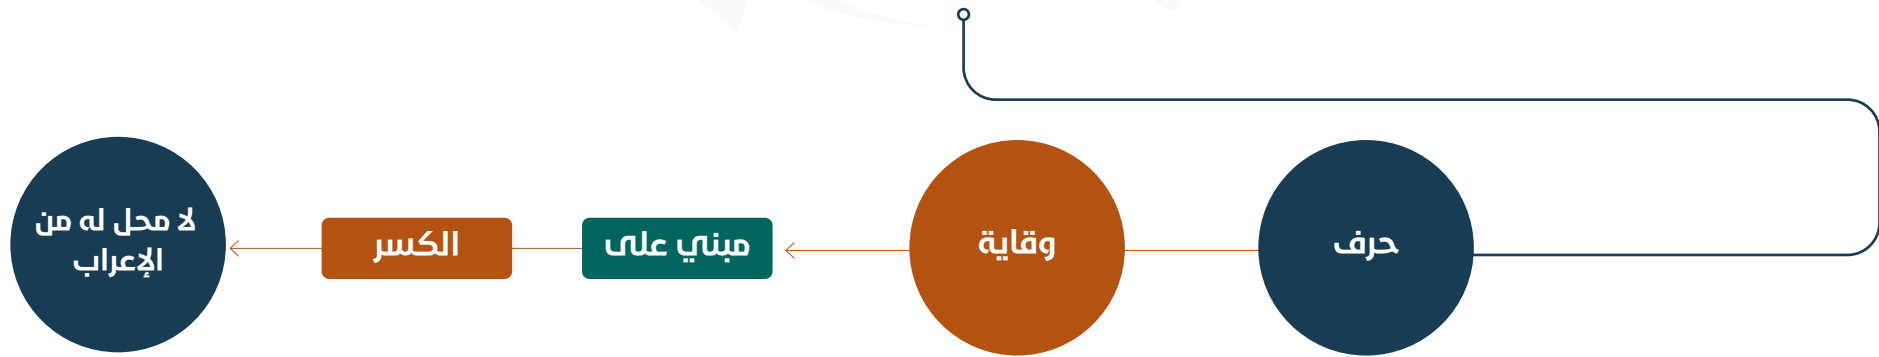 حرف
وقاية
مبني على
الكسر
لا محل له من
الإعراب